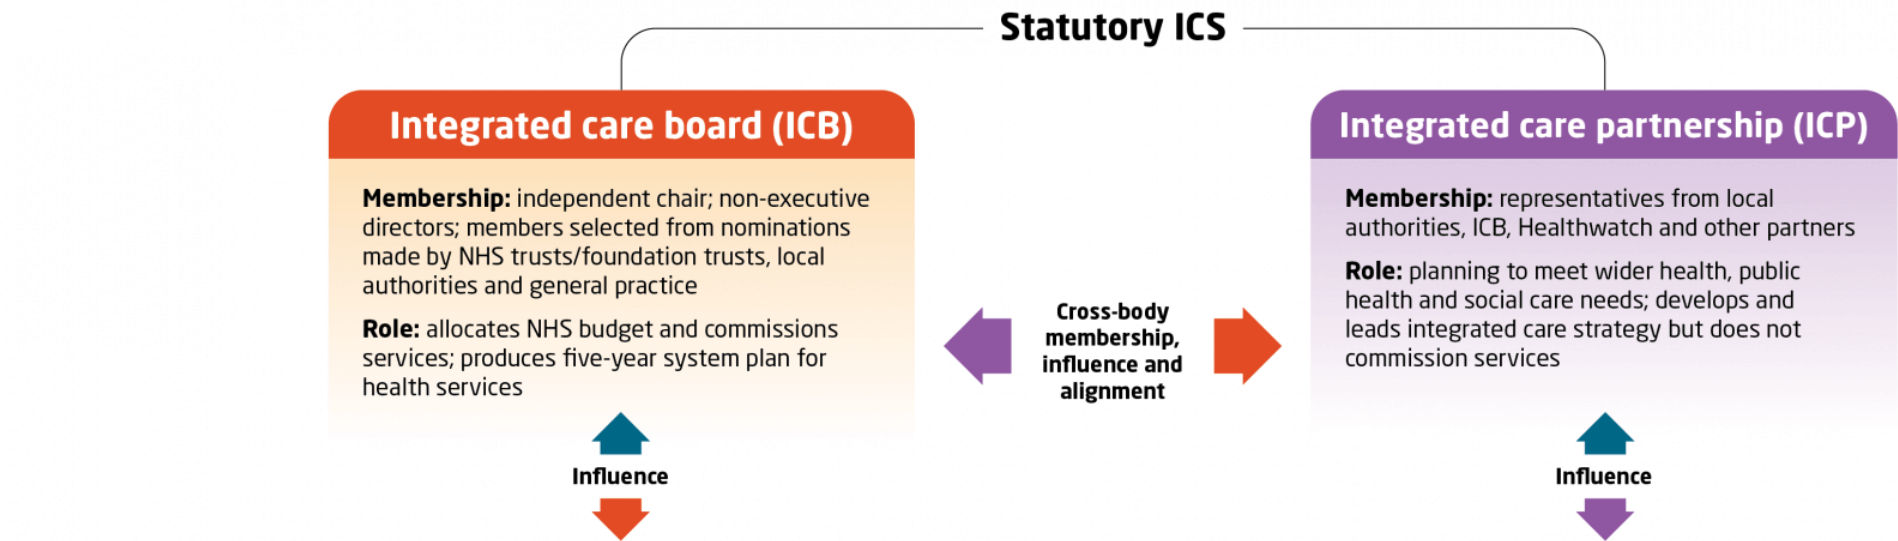 Statutory ICS
Integrated care board (ICB)
Membership: independent chair; non-executive
directors; members selected from nominations
made by NHS trusts/foundation trusts, local
authorities and general practice
Role: allocates NHS budget and commissions
services; produces five-year system plan for
health services
Influence
Cross-body
membership,
influence and
alignment
Integrated care partnership (ICP)
Membership: representatives from local
authorities, ICB, Healthwatch and other partners
Role: planning to meet wider health, public
health and social care needs; develops and
leads integrated care strategy but does not
commission services
Influence